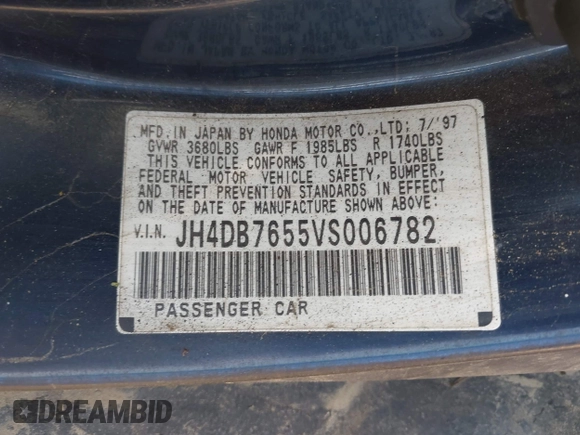 MFD. IN JAPAN BY HONDA MOTOR CO.,LTD: 7/'97
GVWR 3680LBS GAWR F 1985LBS R 1740LBS
THIS VEHICLE CONFORMS TO ALL APPLICABLE
FEDERAL MOTOR VEHICLE SAFETY, BUMPER,
AND THEFT PREVENTION STANDARDS IN EFFECT
ON THE DATE OF MANUFACTURE SHOWN ABOVE:
V.I.N. JH4DB7655VS006782
PASSENGER CAR
DREAMBID